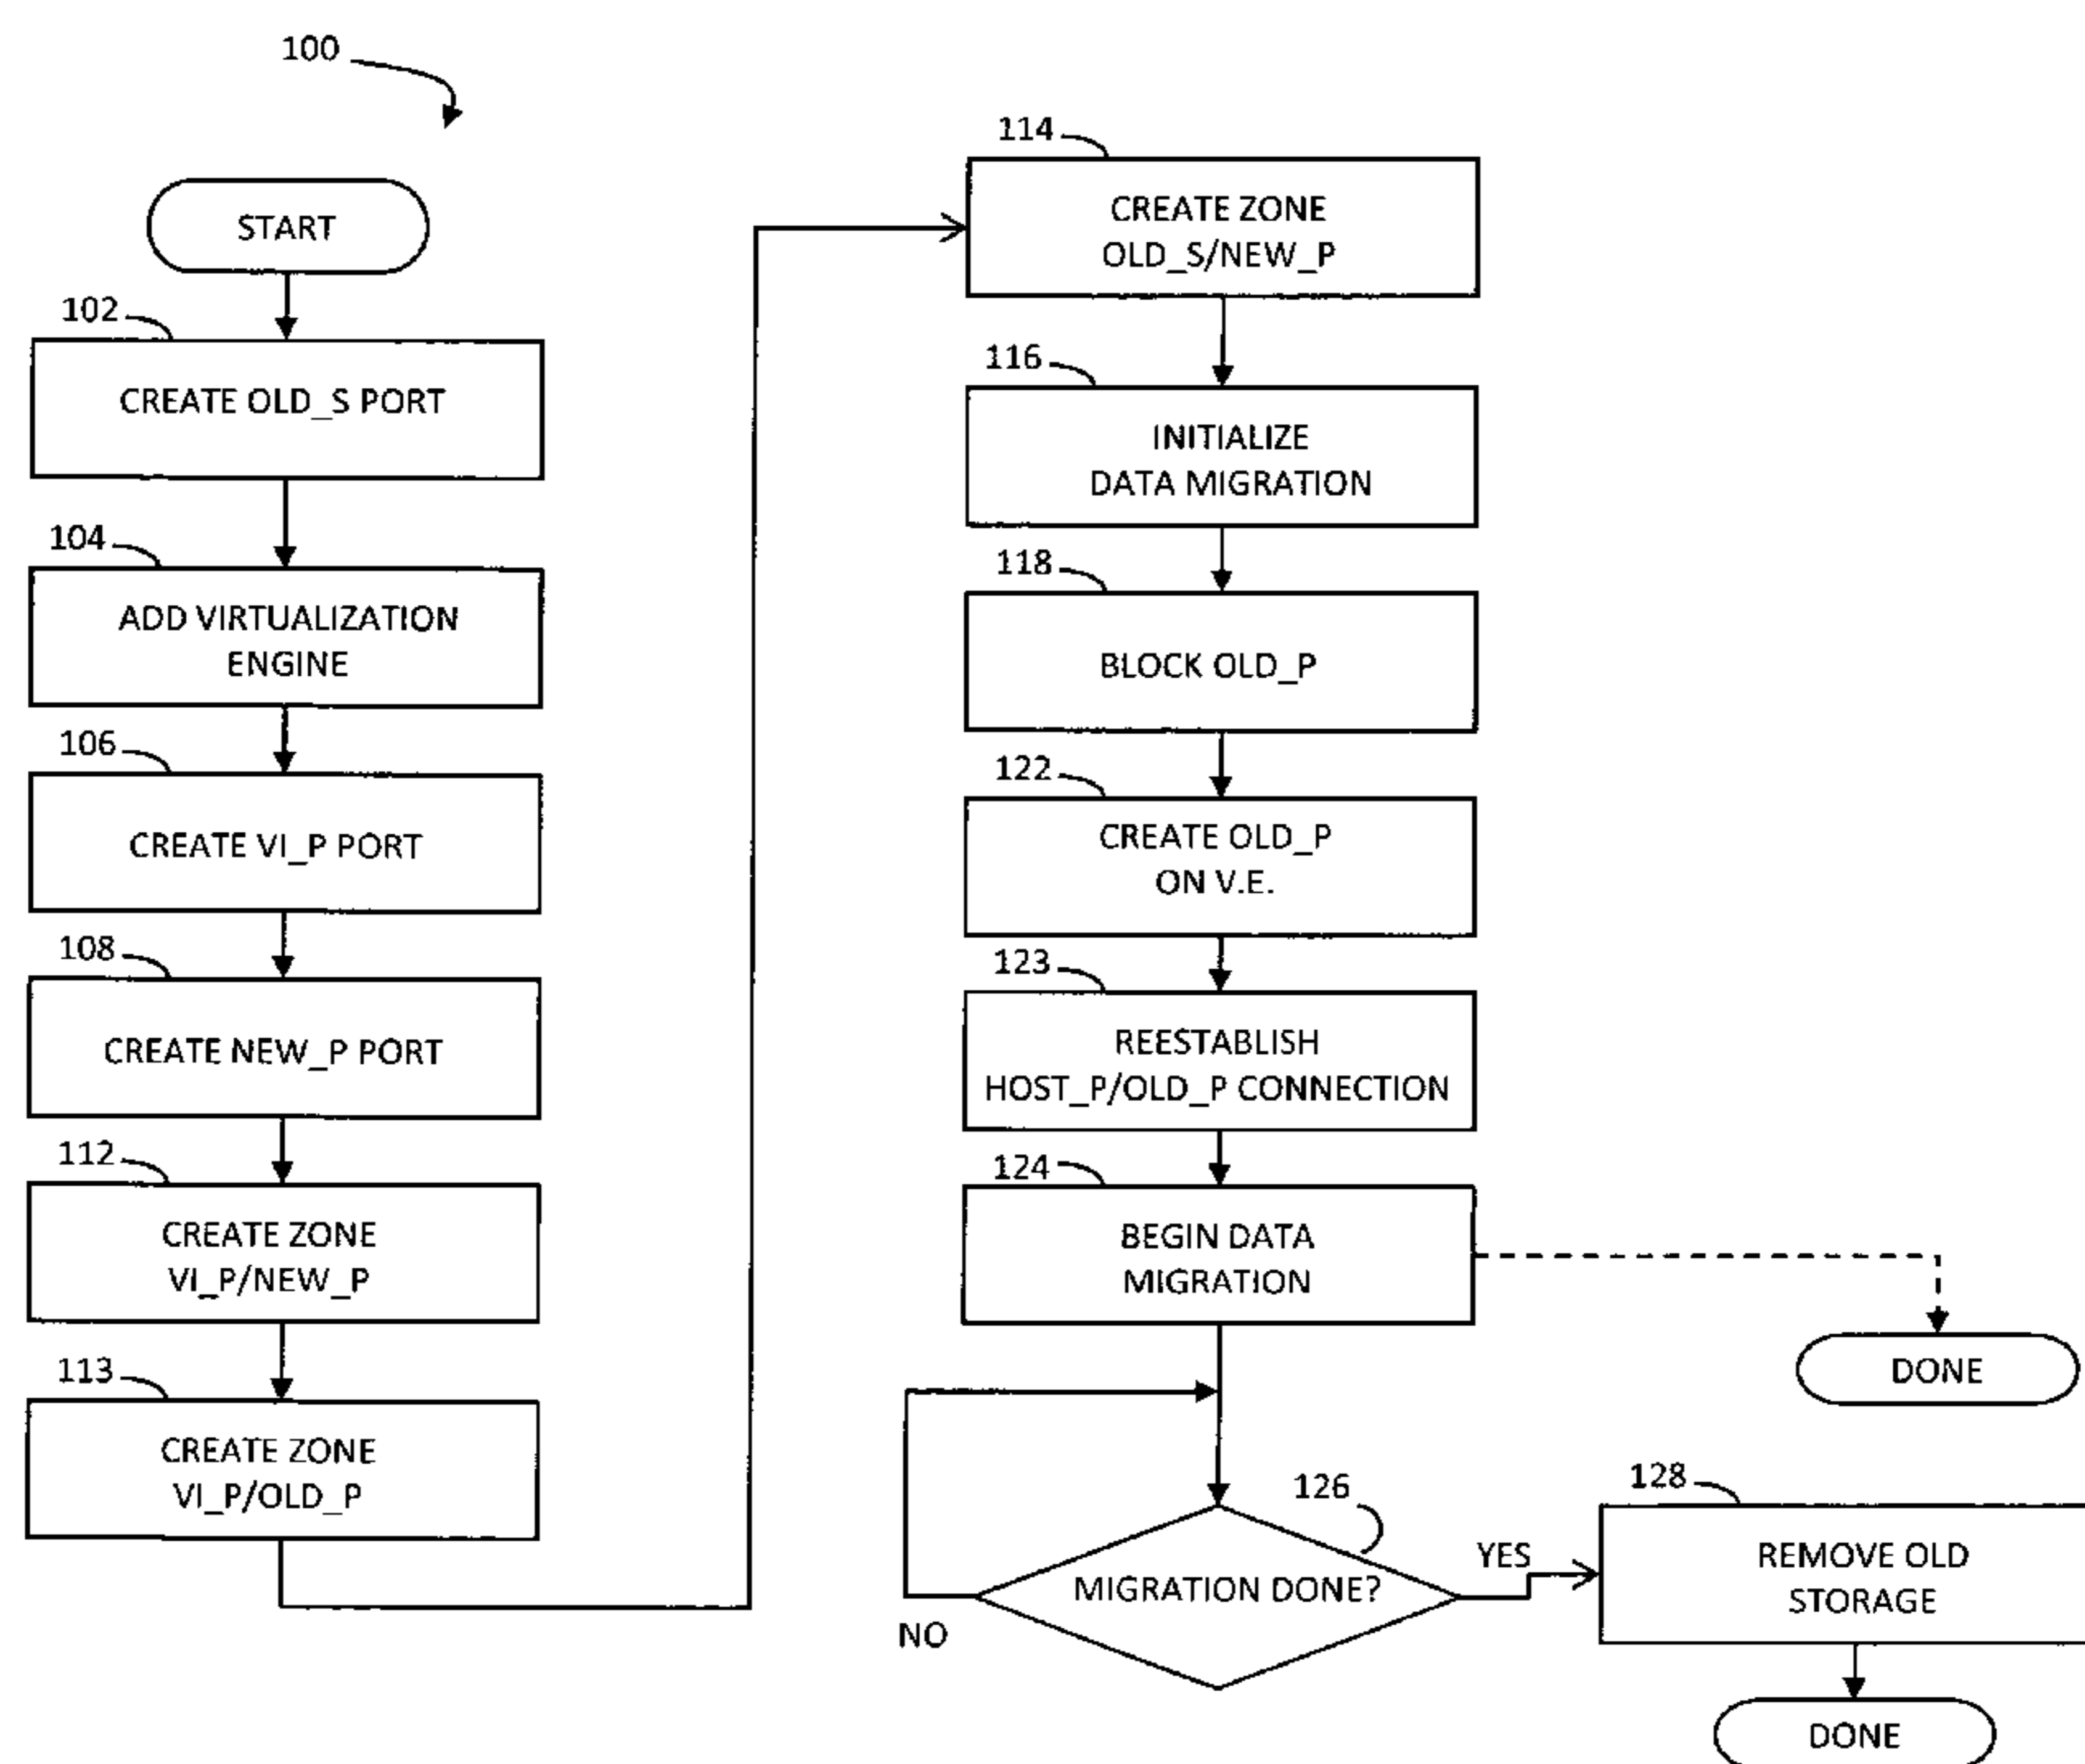 100
START
102
CREATE OLD_S PORT
104
ADD VIRTUALIZATION
ENGINE
106
CREATE VI_P PORT
108
CREATE NEW_P PORT
112
CREATE ZONE
VI_P/NEW_P
113
CREATE ZONE
VI_P/OLD_P
114
CREATE ZONE
OLD_S/NEW_P
116
INITIALIZE
DATA MIGRATION
118
BLOCK OLD_P
122
CREATE OLD_P
ON V.E.
123
REESTABLISH
HOST_P/OLD_P CONNECTION
124
BEGIN DATA
MIGRATION
DONE
126
MIGRATION DONE?
NO
YES
128
REMOVE OLD
STORAGE
DONE